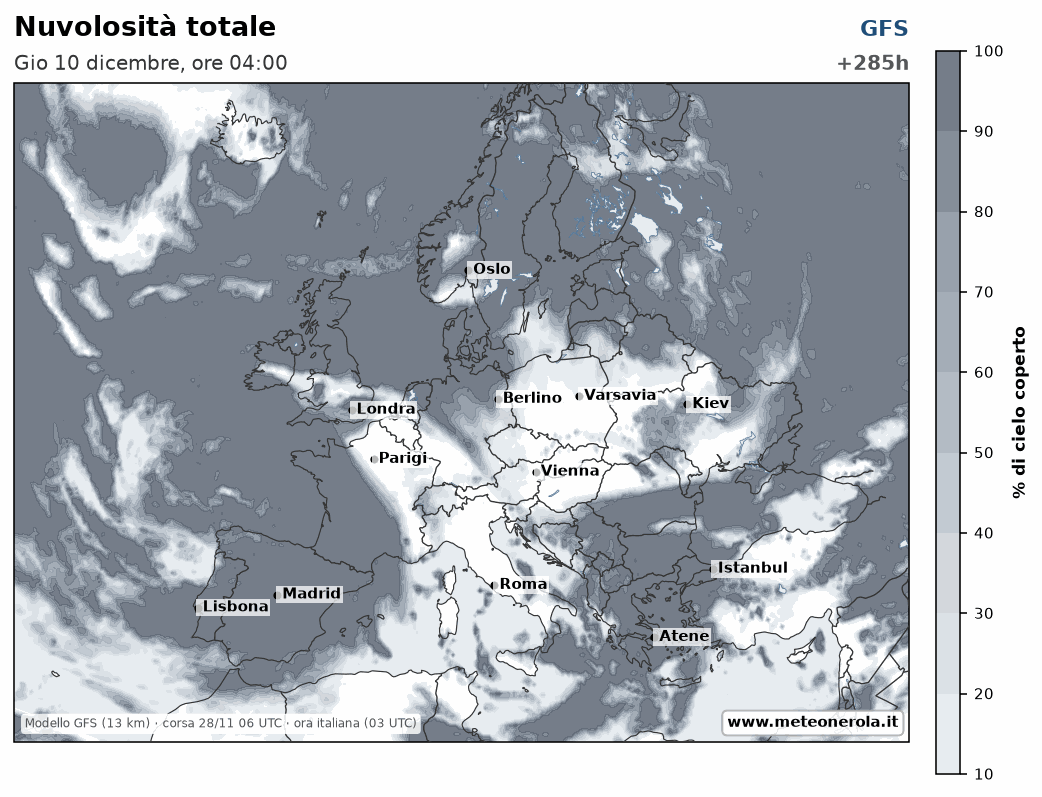 Nuvolosità totale
GFS
Gio 10 dicembre, ore 04:00
+285h
100
90
80
70
60
50
40
30
20
10
% di cielo coperto
Oslo
Londra
Berlino
Varsavia
Kiev
Parigi
Vienna
Istanbul
Roma
Madrid
Lisbona
Atene
Modello GFS (13 km) · corsa 28/11 06 UTC · ora italiana (03 UTC)
www.meteonerola.it